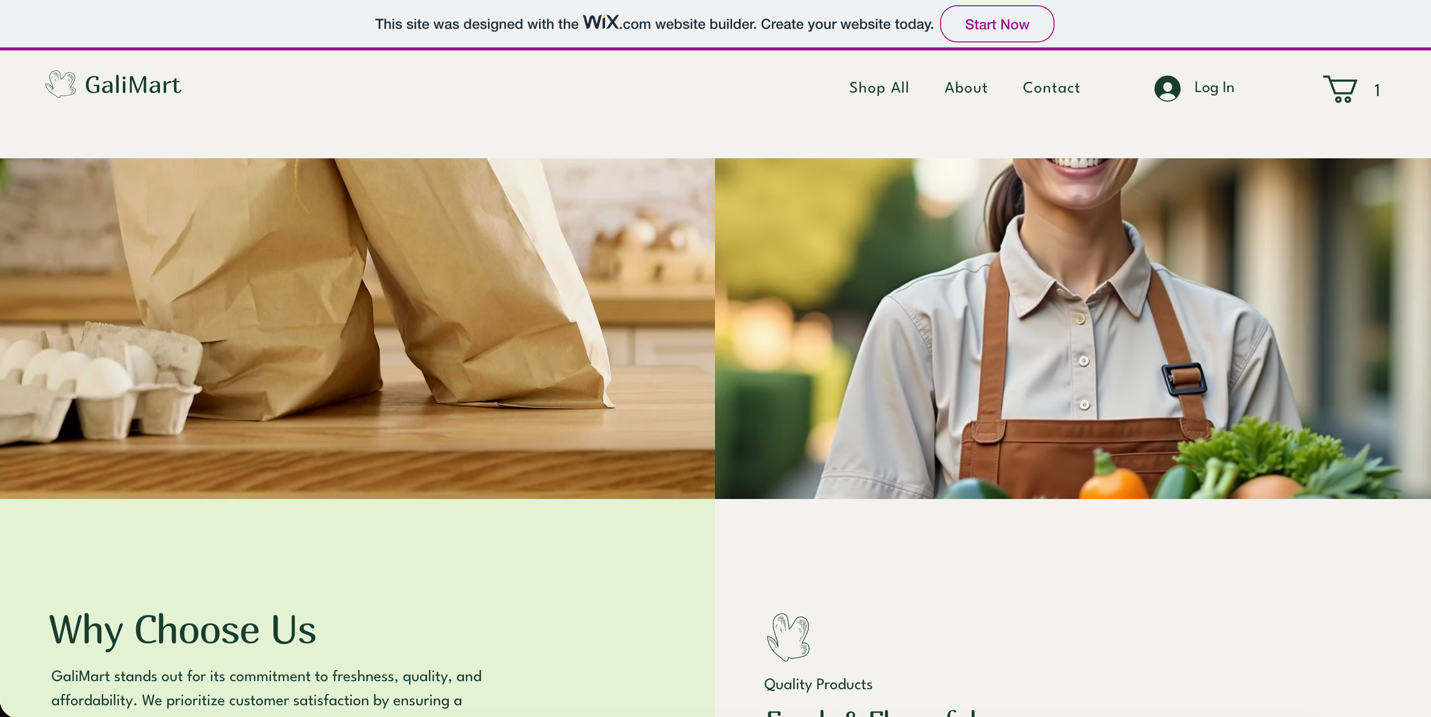 This site was designed with the WiX.com website builder. Create your website today. Start Now
GaliMart Shop All About Contact Log In 1
Why Choose Us
GaliMart stands out for its commitment to freshness, quality, and
affordability. We prioritize customer satisfaction by ensuring a
Quality Products